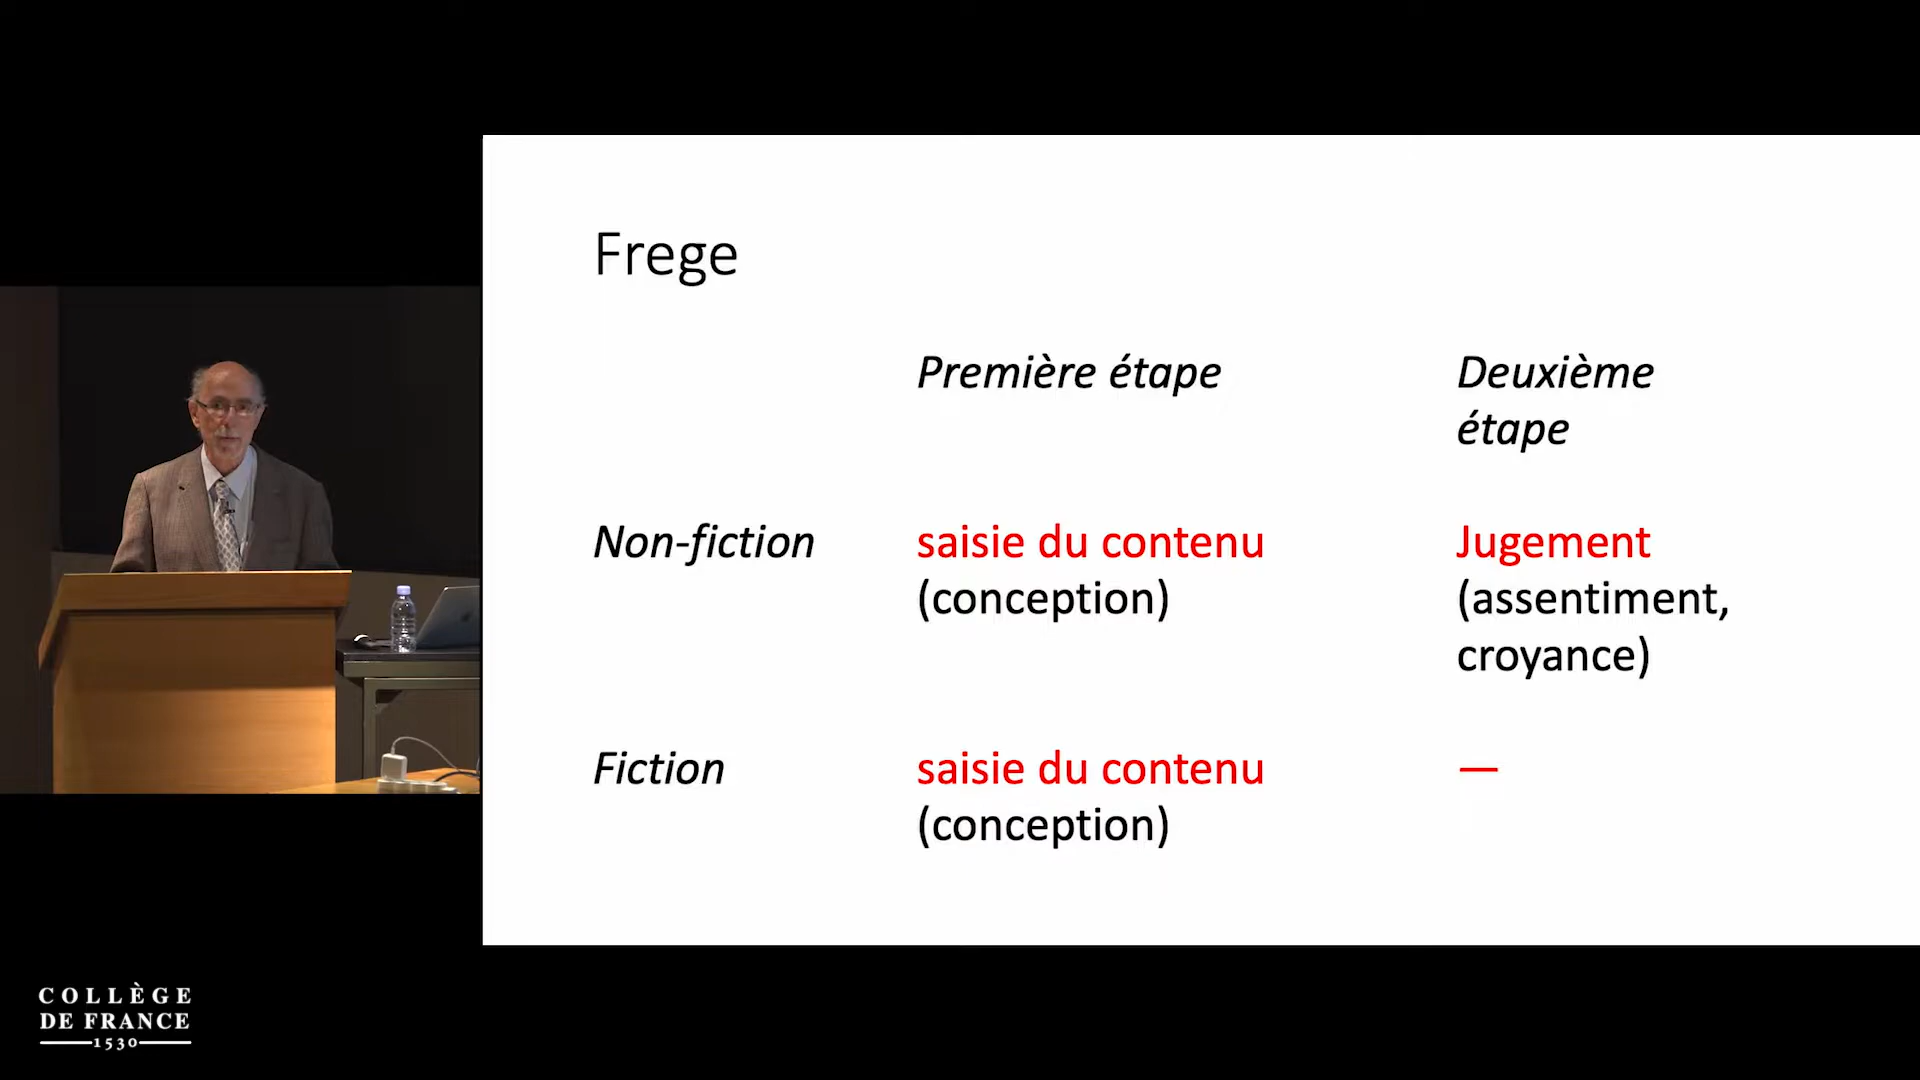 Frege
Première étape
Deuxième
étape
Non-fiction
saisie du contenu
(conception)
Jugement
(assentiment,
croyance)
Fiction
saisie du contenu
(conception)
—
COLLÈGE
DE FRANCE
1530